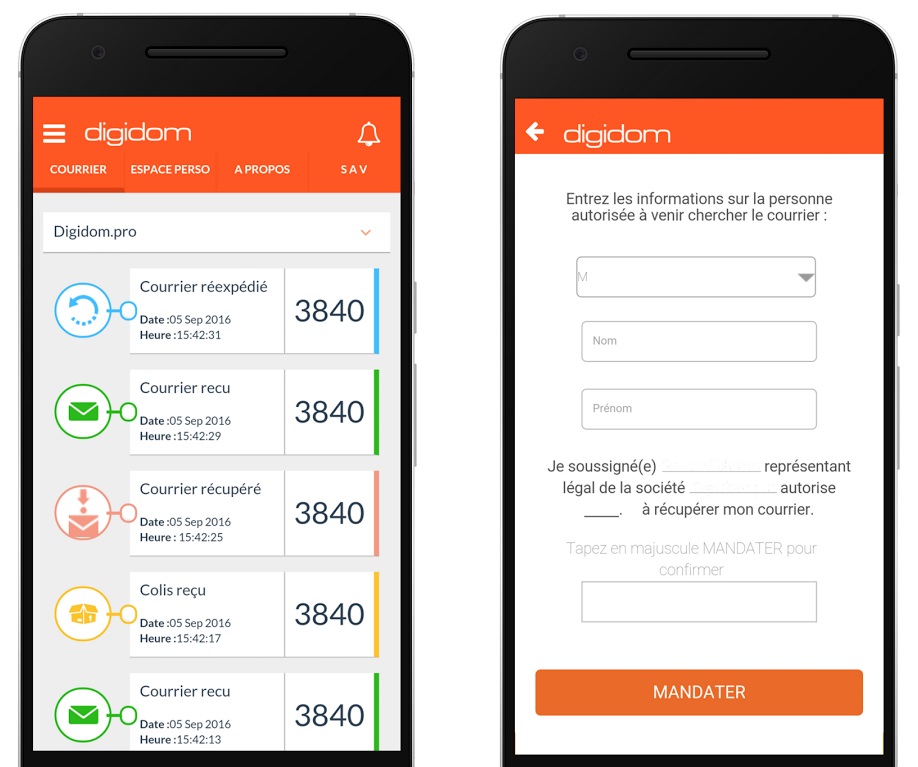 digidom
COURRIER ESPACE PERSO A PROPOS S A V
Digidom.pro
Courrier réexpédié
Date :05 Sep 2016
Heure :15:42:31
3840
Courrier recu
Date :05 Sep 2016
Heure :15:42:29
3840
Courrier récupéré
Date :05 Sep 2016
Heure : 15:42:25
3840
Colis reçu
Date :05 Sep 2016
Heure :15:42:17
3840
Courrier recu
Date :05 Sep 2016
Heure :15:42:13
3840
digidom
Entrez les informations sur la personne
autorisée à venir chercher le courrier :
M
Nom
Prénom
Je soussigné(e) représentant
légal de la société autorise
_____. à récupérer mon courrier.
Tapez en majuscule MANDATER pour
confirmer
MANDATER